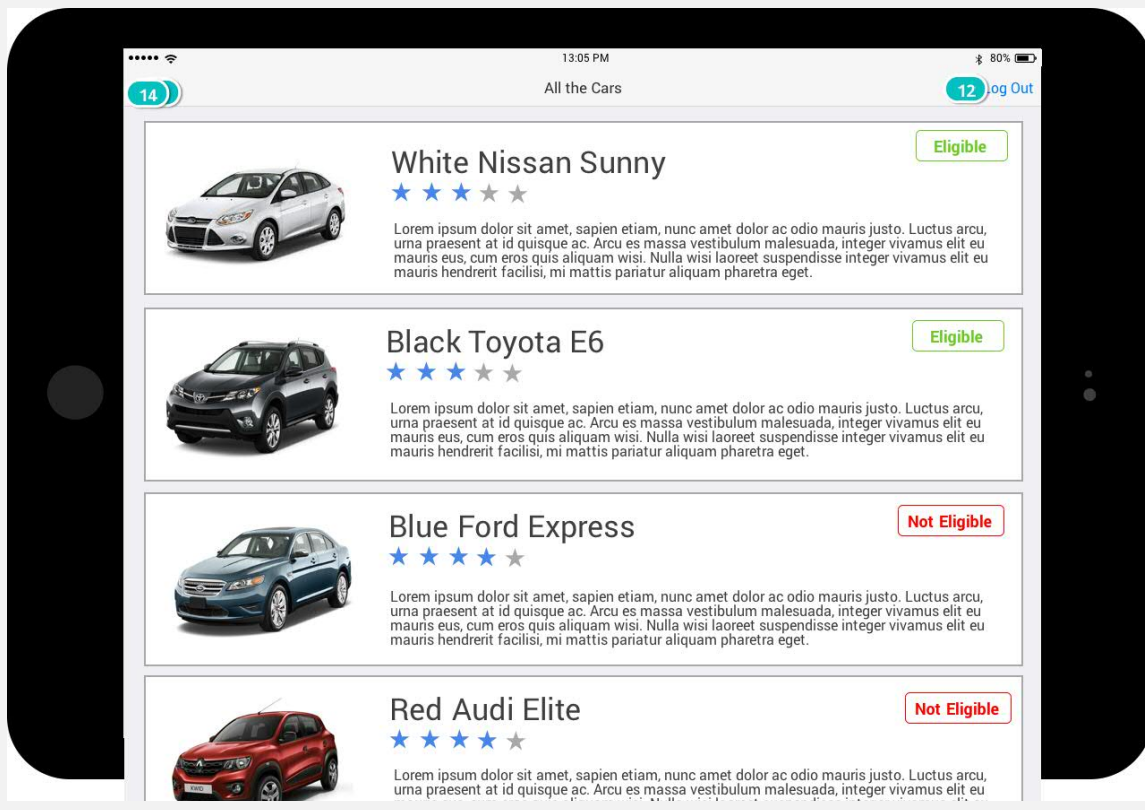 13:05 PM
80%
14
All the Cars
12
Log Out
Eligible
White Nissan Sunny
Lorem ipsum dolor sit amet, sapien etiam, nunc amet dolor ac odio mauris justo. Luctus arcu,
urna praesent at id quisque ac. Arcu es massa vestibulum malesuada, integer vivamus elit eu
mauris eus, cum eros quis aliquam wisi. Nulla wisi laoreet suspendisse integer vivamus elit eu
mauris hendrerit facilisi, mi mattis pariatur aliquam pharetra eget.
Eligible
Black Toyota E6
Lorem ipsum dolor sit amet, sapien etiam, nunc amet dolor ac odio mauris justo. Luctus arcu,
urna praesent at id quisque ac. Arcu es massa vestibulum malesuada, integer vivamus elit eu
mauris eus, cum eros quis aliquam wisi. Nulla wisi laoreet suspendisse integer vivamus elit eu
mauris hendrerit facilisi, mi mattis pariatur aliquam pharetra eget.
Not Eligible
Blue Ford Express
Lorem ipsum dolor sit amet, sapien etiam, nunc amet dolor ac odio mauris justo. Luctus arcu,
urna praesent at id quisque ac. Arcu es massa vestibulum malesuada, integer vivamus elit eu
mauris eus, cum eros quis aliquam wisi. Nulla wisi laoreet suspendisse integer vivamus elit eu
mauris hendrerit facilisi, mi mattis pariatur aliquam pharetra eget.
Not Eligible
Red Audi Elite
KWID
Lorem ipsum dolor sit amet, sapien etiam, nunc amet dolor ac odio mauris justo. Luctus arcu,
urna praesent at id quisque ac. Arcu es massa vestibulum malesuada, integer vivamus elit eu